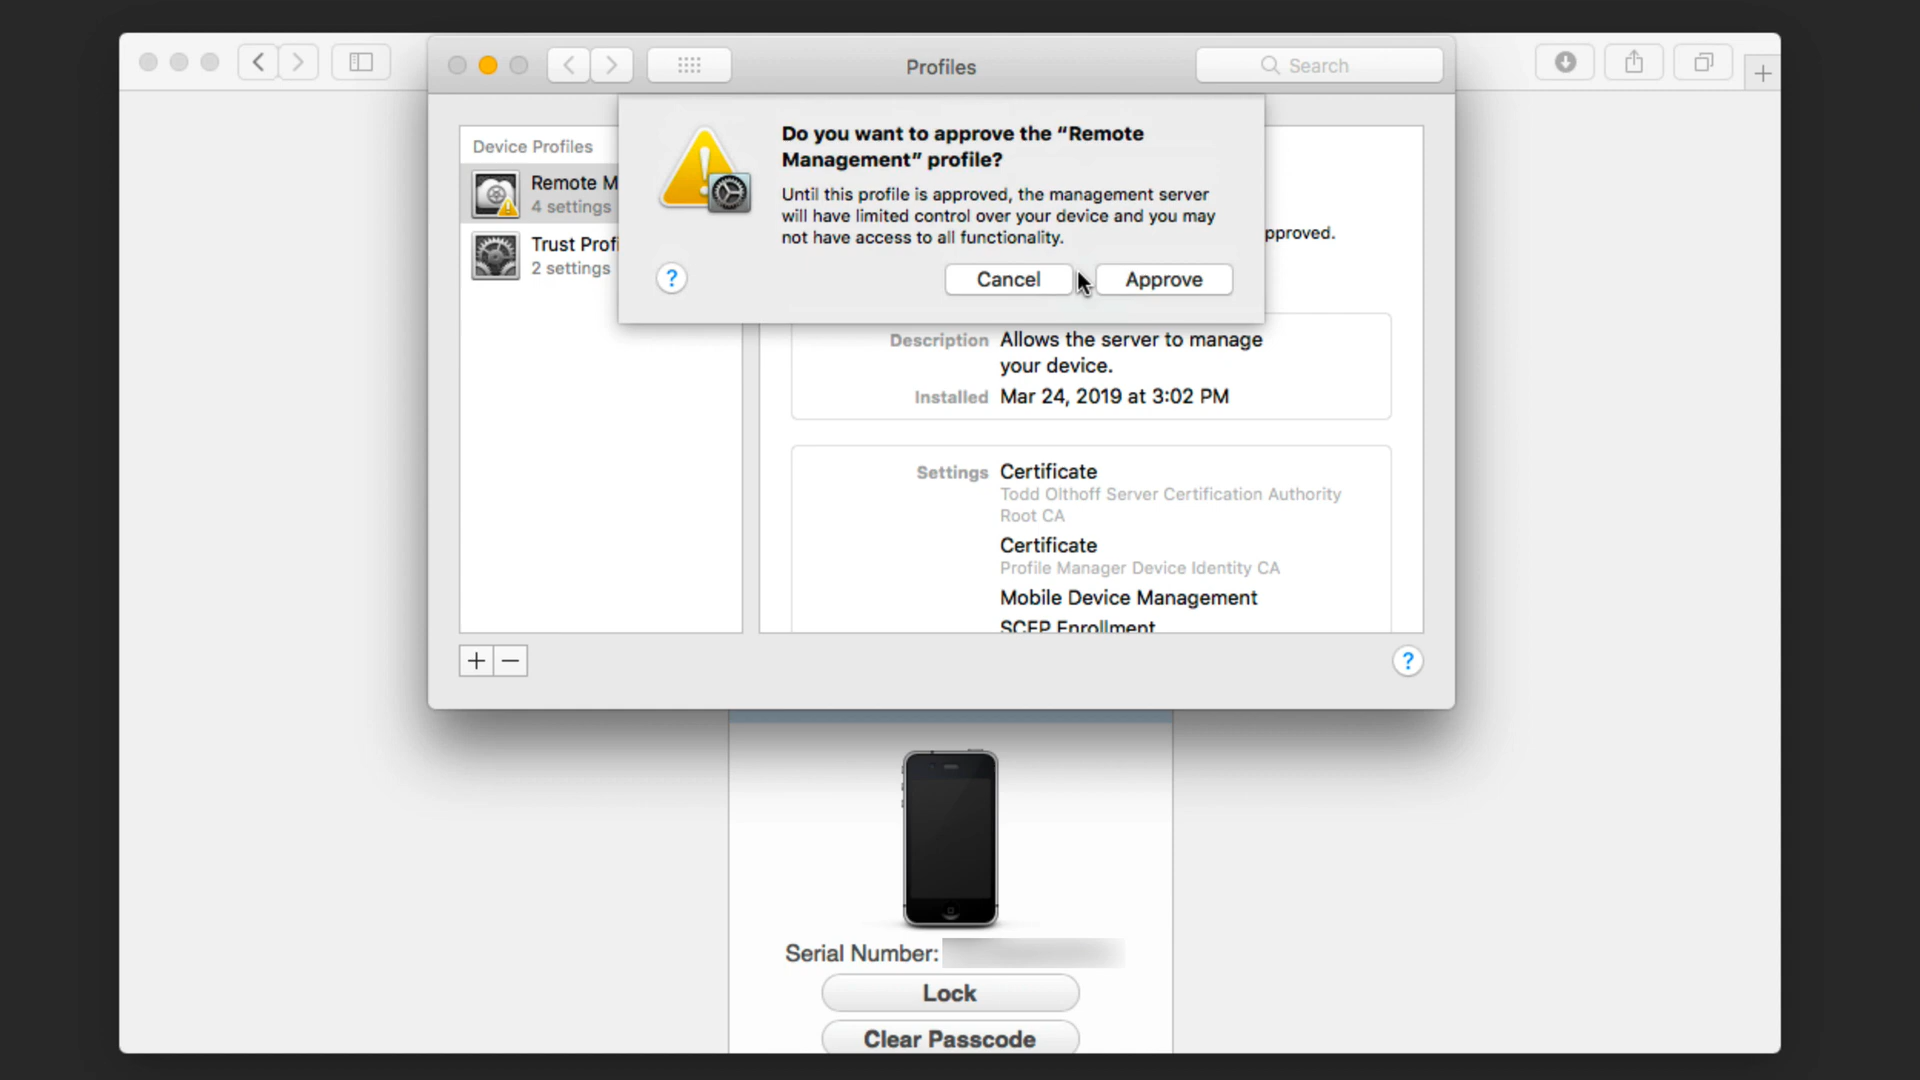 Profiles
Search
Device Profiles
Remote M
4 settings
Trust Profi
2 settings
Do you want to approve the “Remote
Management” profile?
Until this profile is approved, the management server
will have limited control over your device and you may
not have access to all functionality.
?
Cancel
Approve
pproved.
Description Allows the server to manage
your device.
Installed Mar 24, 2019 at 3:02 PM
Settings Certificate
Todd Olthoff Server Certification Authority
Root CA
Certificate
Profile Manager Device Identity CA
Mobile Device Management
SCEP Enrollment
?
Serial Number:
Lock
Clear Passcode